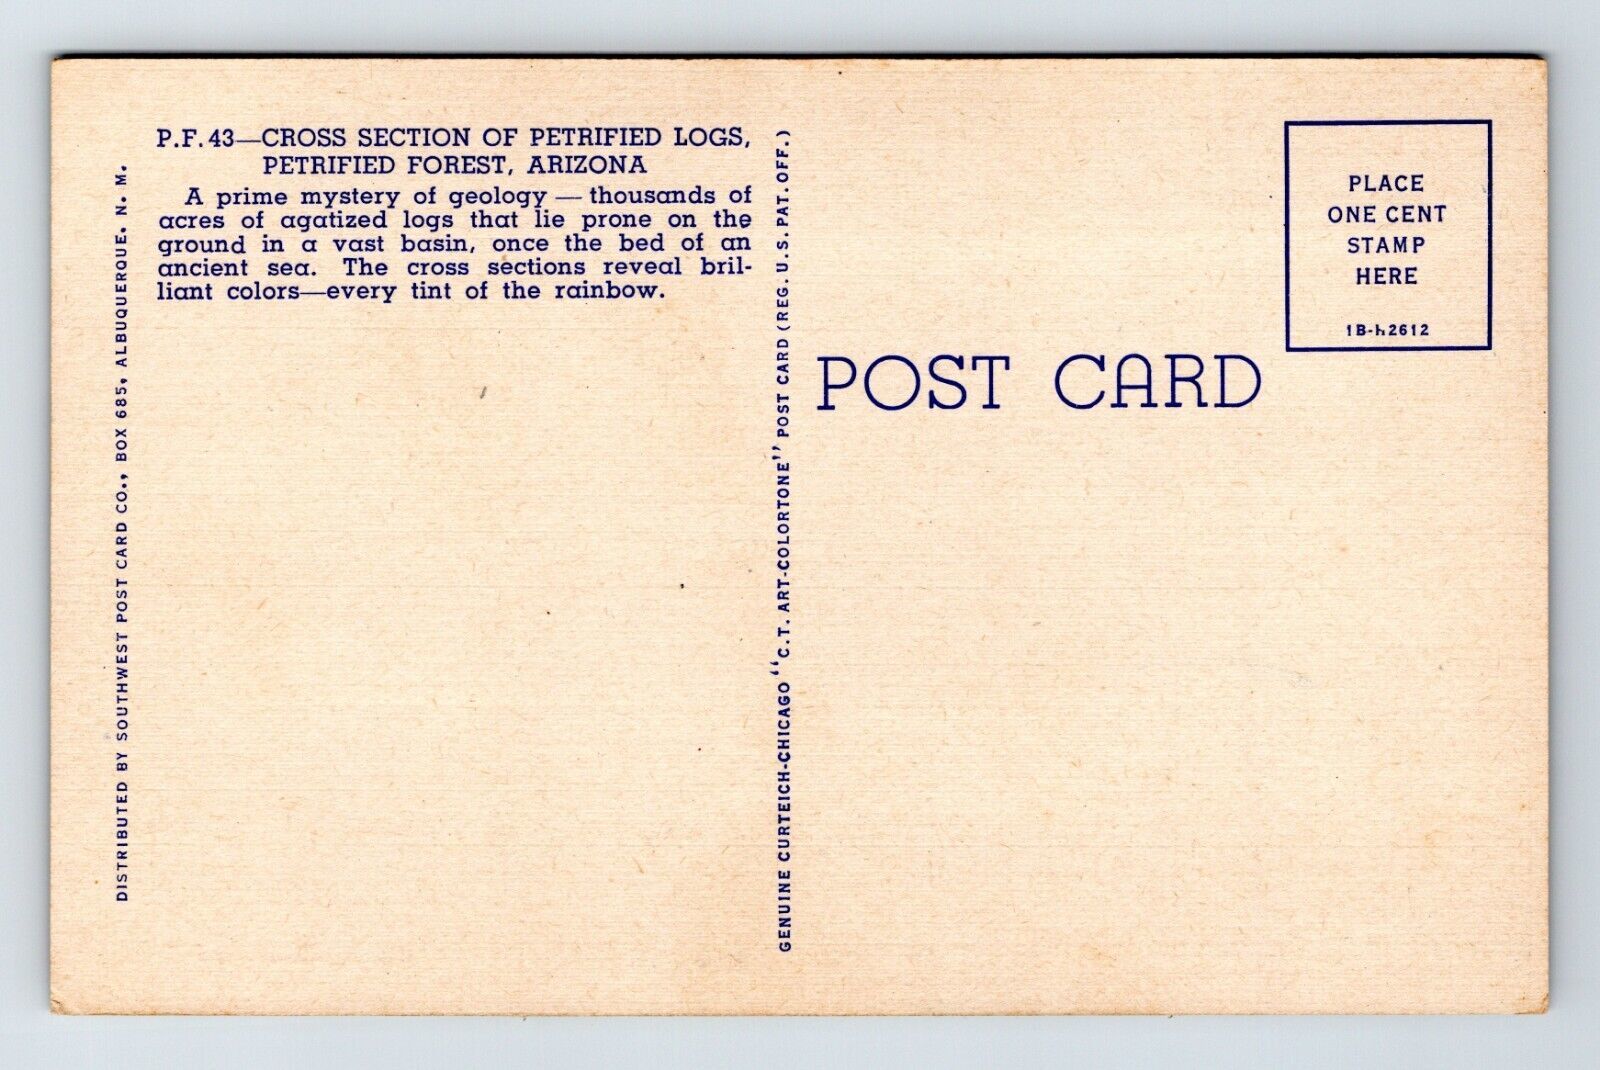 P.F. 43—CROSS SECTION OF PETRIFIED LOGS,
PETRIFIED FOREST, ARIZONA
A prime mystery of geology — thousands of
acres of agatized logs that lie prone on the
ground in a vast basin, once the bed of an
ancient sea. The cross sections reveal bril-
liant colors—every tint of the rainbow.
DISTRIBUTED BY SOUTHWEST POST CARD CO., BOX 685, ALBUQUERQUE. N. M.
GENUINE CURTEICH-CHICAGO "C.T. ART-COLORTONE" POST CARD (REG. U.S. PAT. OFF.)
POST CARD
PLACE
ONE CENT
STAMP
HERE
1B-h2612